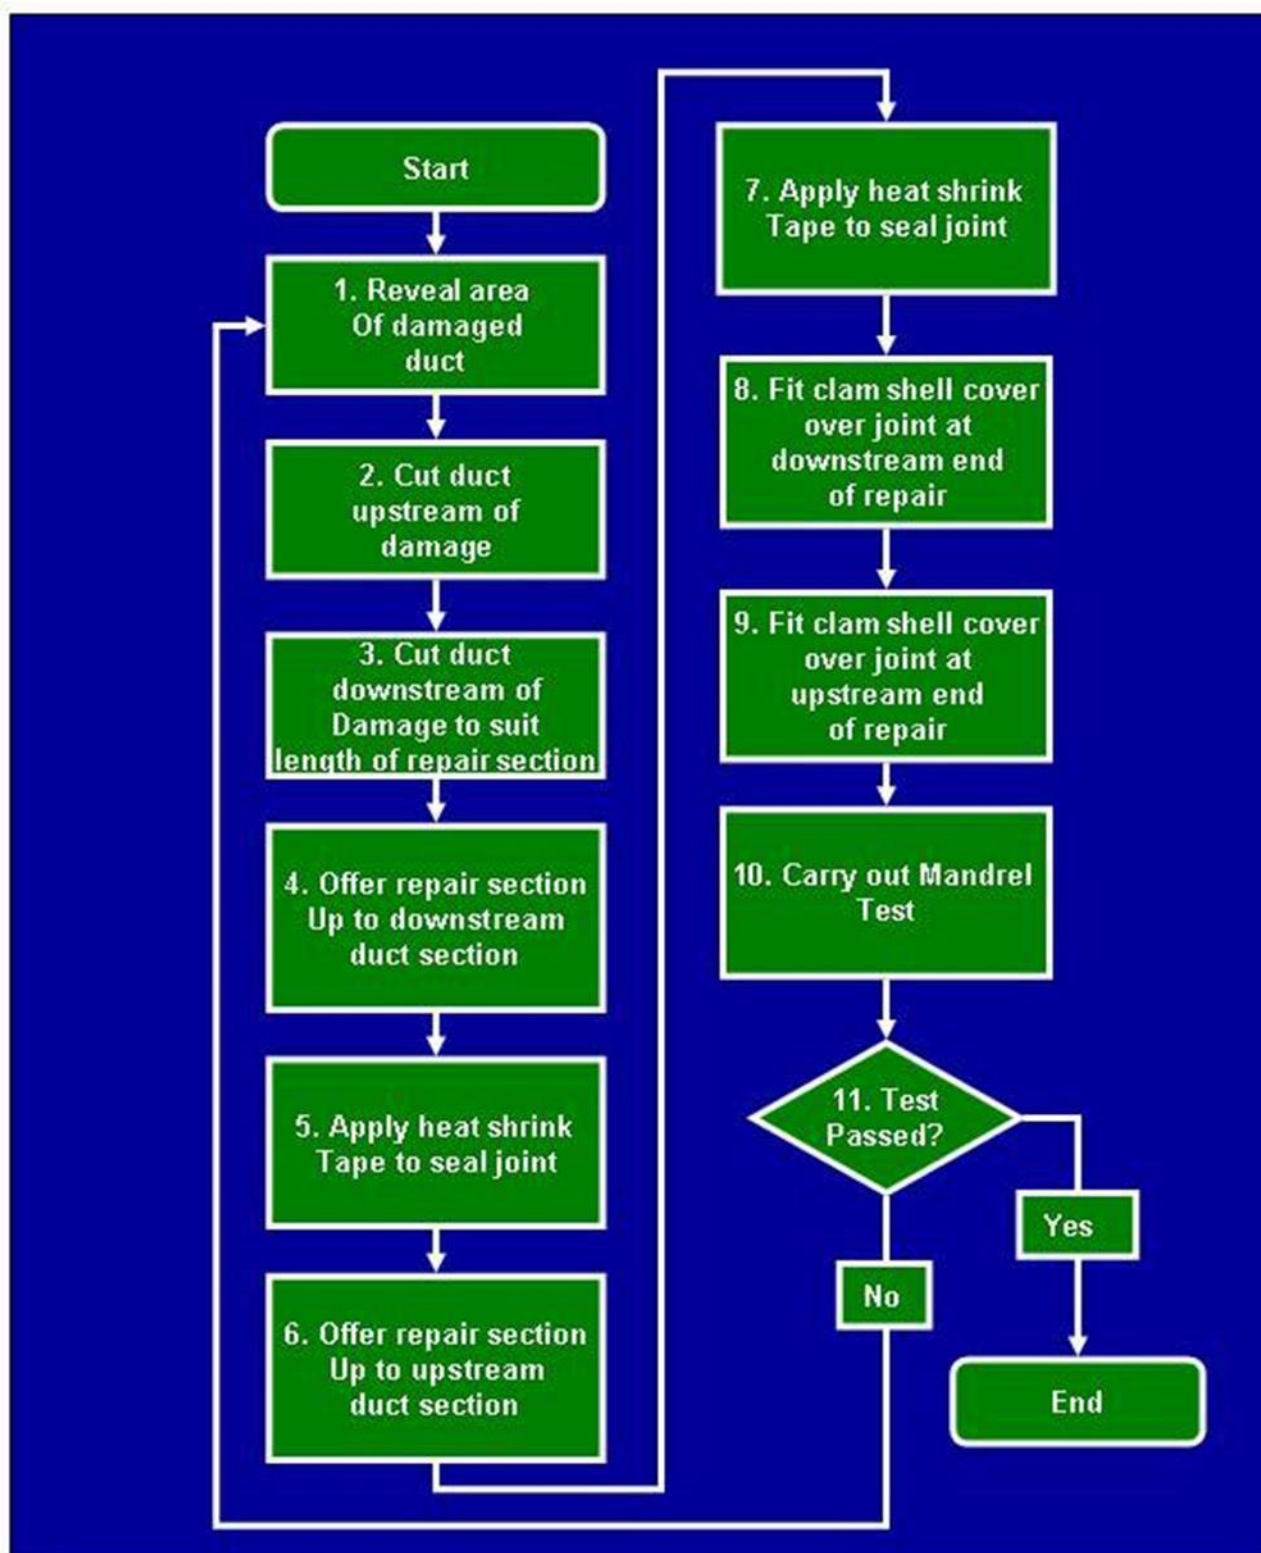 Start
1. Reveal area
Of damaged
duct
2. Cut duct
upstream of
damage
3. Cut duct
downstream of
Damage to suit
length of repair section
4. Offer repair section
Up to downstream
duct section
5. Apply heat shrink
Tape to seal joint
6. Offer repair section
Up to upstream
duct section
7. Apply heat shrink
Tape to seal joint
8. Fit clam shell cover
over joint at
downstream end
of repair
9. Fit clam shell cover
over joint at
upstream end
of repair
10. Carry out Mandrel
Test
11. Test
Passed?
Yes
No
End